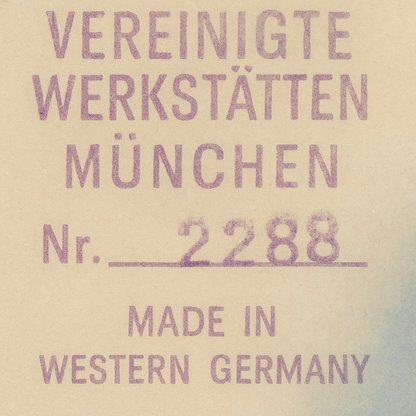 VEREINIGTE
WERKSTÄTTEN
MÜNCHEN
Nr. 2288
MADE IN
WESTERN GERMANY